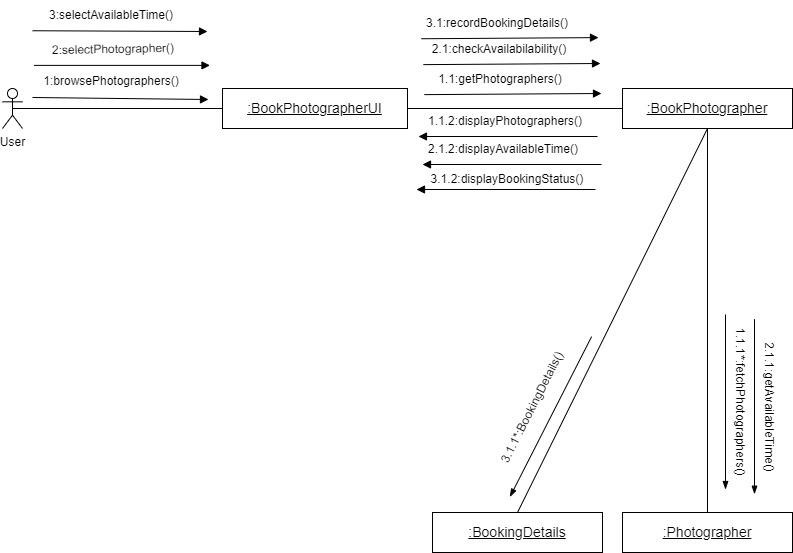 3:selectAvailableTime()
2:selectPhotographer()
1:browsePhotographers()
User
:BookPhotographerUI
3.1:recordBookingDetails()
2.1:checkAvailabilability()
1.1:getPhotographers()
1.1.2:displayPhotographers()
2.1.2:displayAvailableTime()
3.1.2:displayBookingStatus()
:BookPhotographer
3.1.1*:BookingDetails()
1.1.1*:fetchPhotographers()
2.1.1:getAvailableTime()
:BookingDetails
:Photographer